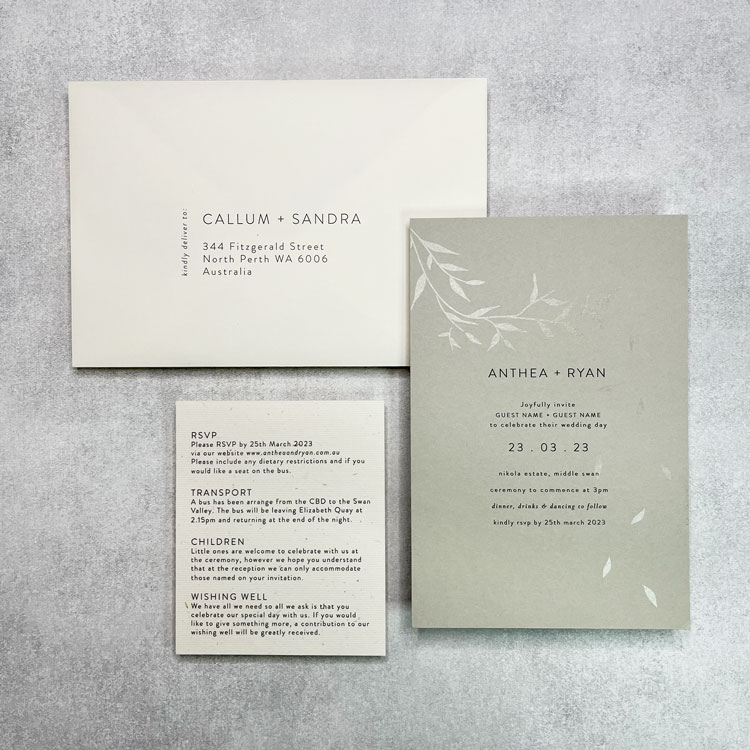 kindly deliver to:
CALLUM + SANDRA
344 Fitzgerald Street
North Perth WA 6006
Australia
ANTHEA + RYAN
Joyfully invite
GUEST NAME + GUEST NAME
to celebrate their wedding day
23 . 03 . 23
nikola estate, middle swan
ceremony to commence at 3pm
dinner, drinks & dancing to follow
kindly rsvp by 25th march 2023
RSVP
Please RSVP by 25th March 2023
via our website www.antheaandryan.com.au
Please include any dietary restrictions and if you
would like a seat on the bus.
TRANSPORT
A bus has been arrange from the CBD to the Swan
Valley. The bus will be leaving Elizabeth Quay at
2.15pm and returning at the end of the night.
CHILDREN
Little ones are welcome to celebrate with us at
the ceremony, however we hope you understand
that at the reception we can only accommodate
those named on your invitation.
WISHING WELL
We have all we need so all we ask is that you
celebrate our special day with us. If you would
like to give something more, a contribution to our
wishing well will be greatly received.